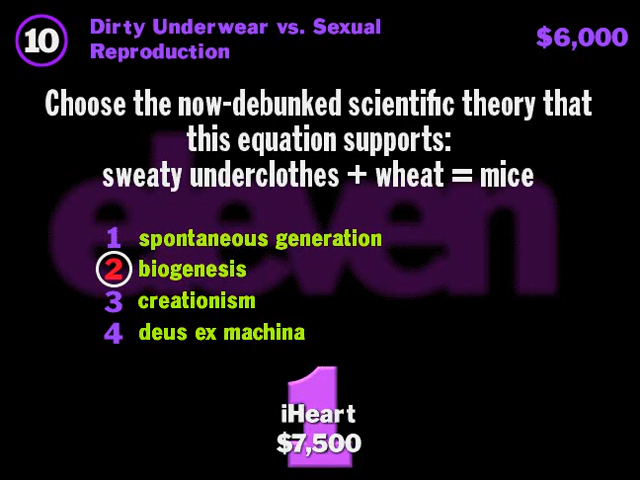 10
Dirty Underwear vs. Sexual
Reproduction
$6,000
Choose the now-debunked scientific theory that
this equation supports:
sweaty underclothes + wheat = mice
eleven
1 spontaneous generation
2 biogenesis
3 creationism
4 deus ex machina
1
iHeart
$7,500